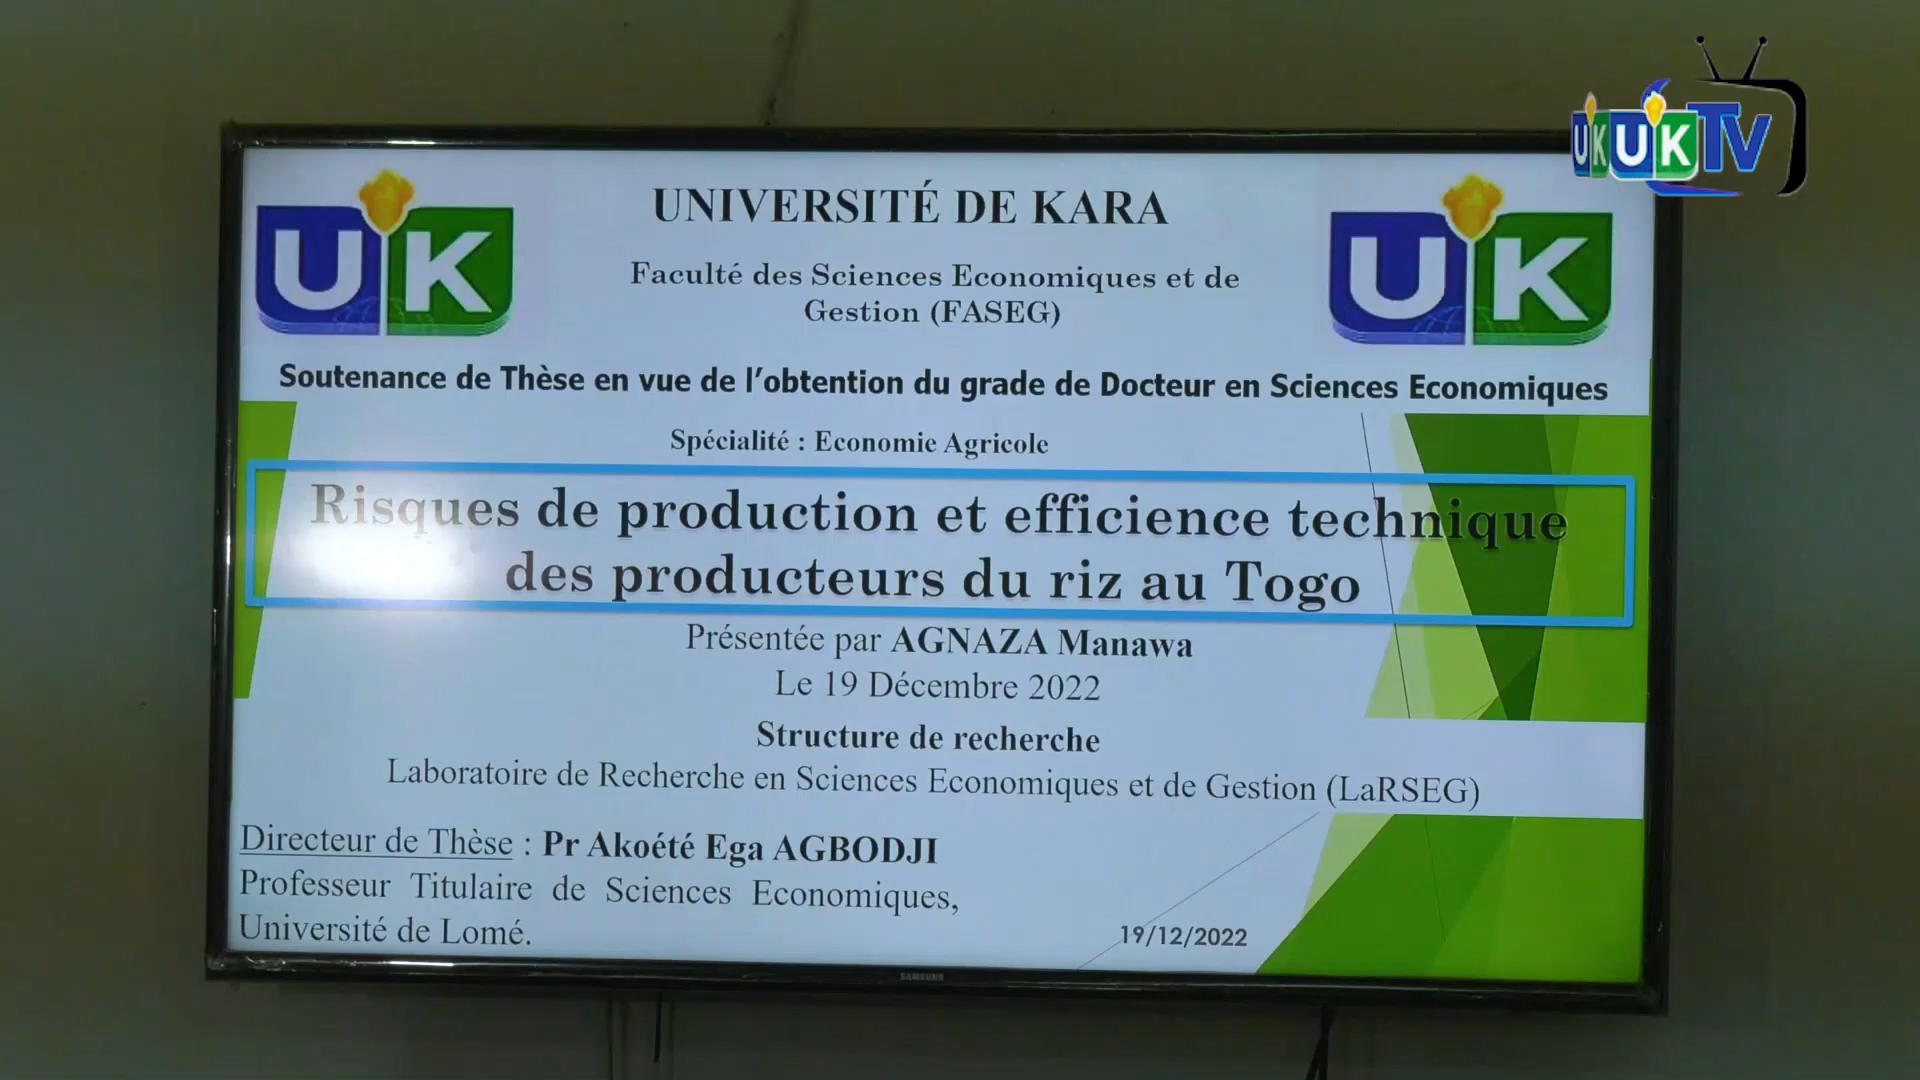 UK UK TV
UK
UNIVERSITÉ DE KARA
UK
Faculté des Sciences Economiques et de
Gestion (FASEG)
Soutenance de Thèse en vue de l'obtention du grade de Docteur en Sciences Economiques
Spécialité : Economie Agricole
Risques de production et efficience technique
des producteurs du riz au Togo
Présentée par AGNAZA Manawa
Le 19 Décembre 2022
Structure de recherche
Laboratoire de Recherche en Sciences Economiques et de Gestion (LaRSEG)
Directeur de Thèse : Pr Akoété Ega AGBODJI
Professeur Titulaire de Sciences Economiques,
Université de Lomé.
19/12/2022
SAMSUNG